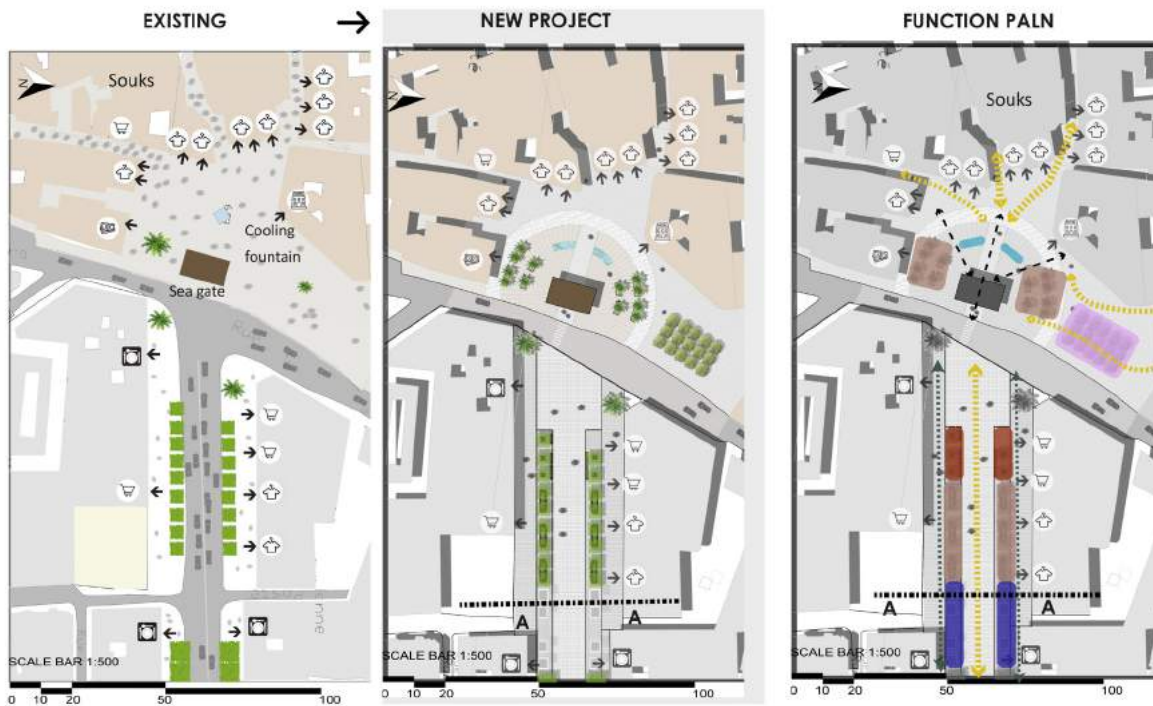 EXISTING
NEW PROJECT
FUNCTION PALN
N
Souks
Cooling
fountain
Sea gate
Ru
enne
SCALE BAR 1:500
0 10 20 50 100
N
A A
SCALE BAR 1:500
0 10 20 50 100
N
Souks
A A
SCALE BAR 1:500
0 10 20 50 100